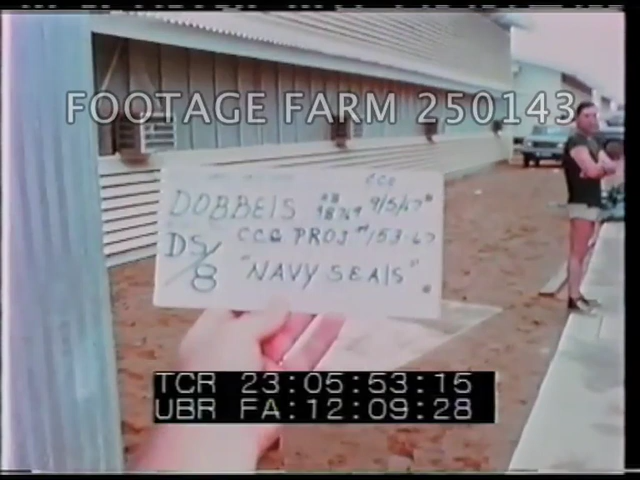 FOOTAGE FARM 250143
DOBBEIS 9/5/67
DS/8 CCG PROJ #153-67
"NAVY SEALS"
TCR 23:05:53:15
UBR FA:12:09:28